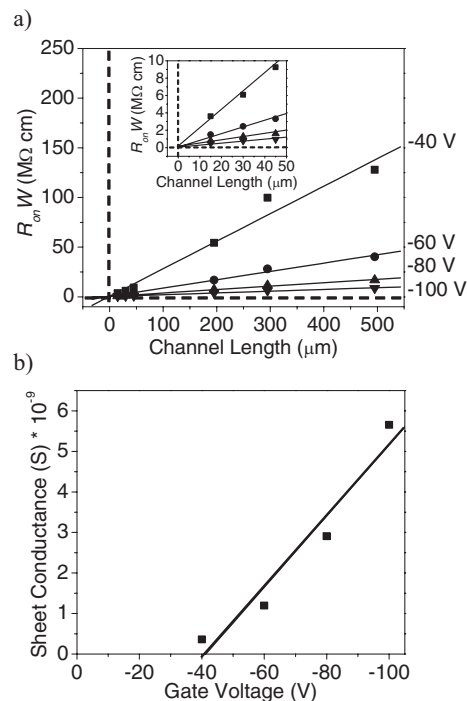 a)
250
200
150
100
50
0
R_on W (MΩ cm)
10
8
6
4
2
0
R_on W (MΩ cm)
0 10 20 30 40 50
Channel Length (μm)
-40 V
-60 V
-80 V
-100 V
0 100 200 300 400 500
Channel Length (μm)
b)
6
5
4
3
2
1
0
Sheet Conductance (S) * 10^-9
0 -20 -40 -60 -80 -100
Gate Voltage (V)